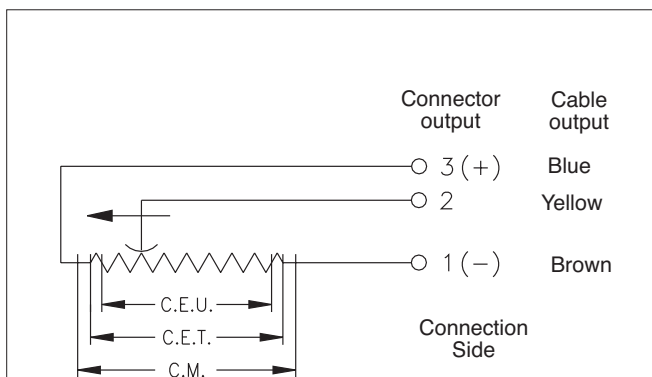 Connector output
Cable output
3 (+) Blue
2 Yellow
1 (-) Brown
C.E.U.
C.E.T.
C.M.
Connection Side